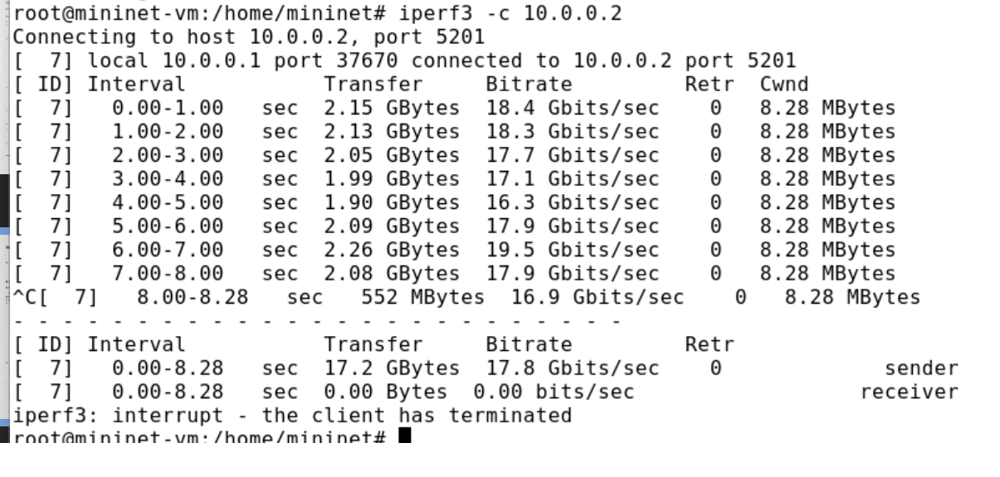 root@mininet-vm:/home/mininet# iperf3 -c 10.0.0.2
Connecting to host 10.0.0.2, port 5201
[  7] local 10.0.0.1 port 37670 connected to 10.0.0.2 port 5201
[ ID] Interval           Transfer     Bitrate         Retr  Cwnd
[  7]   0.00-1.00   sec  2.15 GBytes  18.4 Gbits/sec    0   8.28 MBytes
[  7]   1.00-2.00   sec  2.13 GBytes  18.3 Gbits/sec    0   8.28 MBytes
[  7]   2.00-3.00   sec  2.05 GBytes  17.7 Gbits/sec    0   8.28 MBytes
[  7]   3.00-4.00   sec  1.99 GBytes  17.1 Gbits/sec    0   8.28 MBytes
[  7]   4.00-5.00   sec  1.90 GBytes  16.3 Gbits/sec    0   8.28 MBytes
[  7]   5.00-6.00   sec  2.09 GBytes  17.9 Gbits/sec    0   8.28 MBytes
[  7]   6.00-7.00   sec  2.26 GBytes  19.5 Gbits/sec    0   8.28 MBytes
[  7]   7.00-8.00   sec  2.08 GBytes  17.9 Gbits/sec    0   8.28 MBytes
^C[  7]   8.00-8.28   sec   552 MBytes  16.9 Gbits/sec    0   8.28 MBytes
- - - - - - - - - - - - - - - - - - - - - - - - -
[ ID] Interval           Transfer     Bitrate         Retr
[  7]   0.00-8.28   sec  17.2 GBytes  17.8 Gbits/sec    0             sender
[  7]   0.00-8.28   sec  0.00 Bytes  0.00 bits/sec                  receiver
iperf3: interrupt - the client has terminated
root@mininet-vm:/home/mininet#